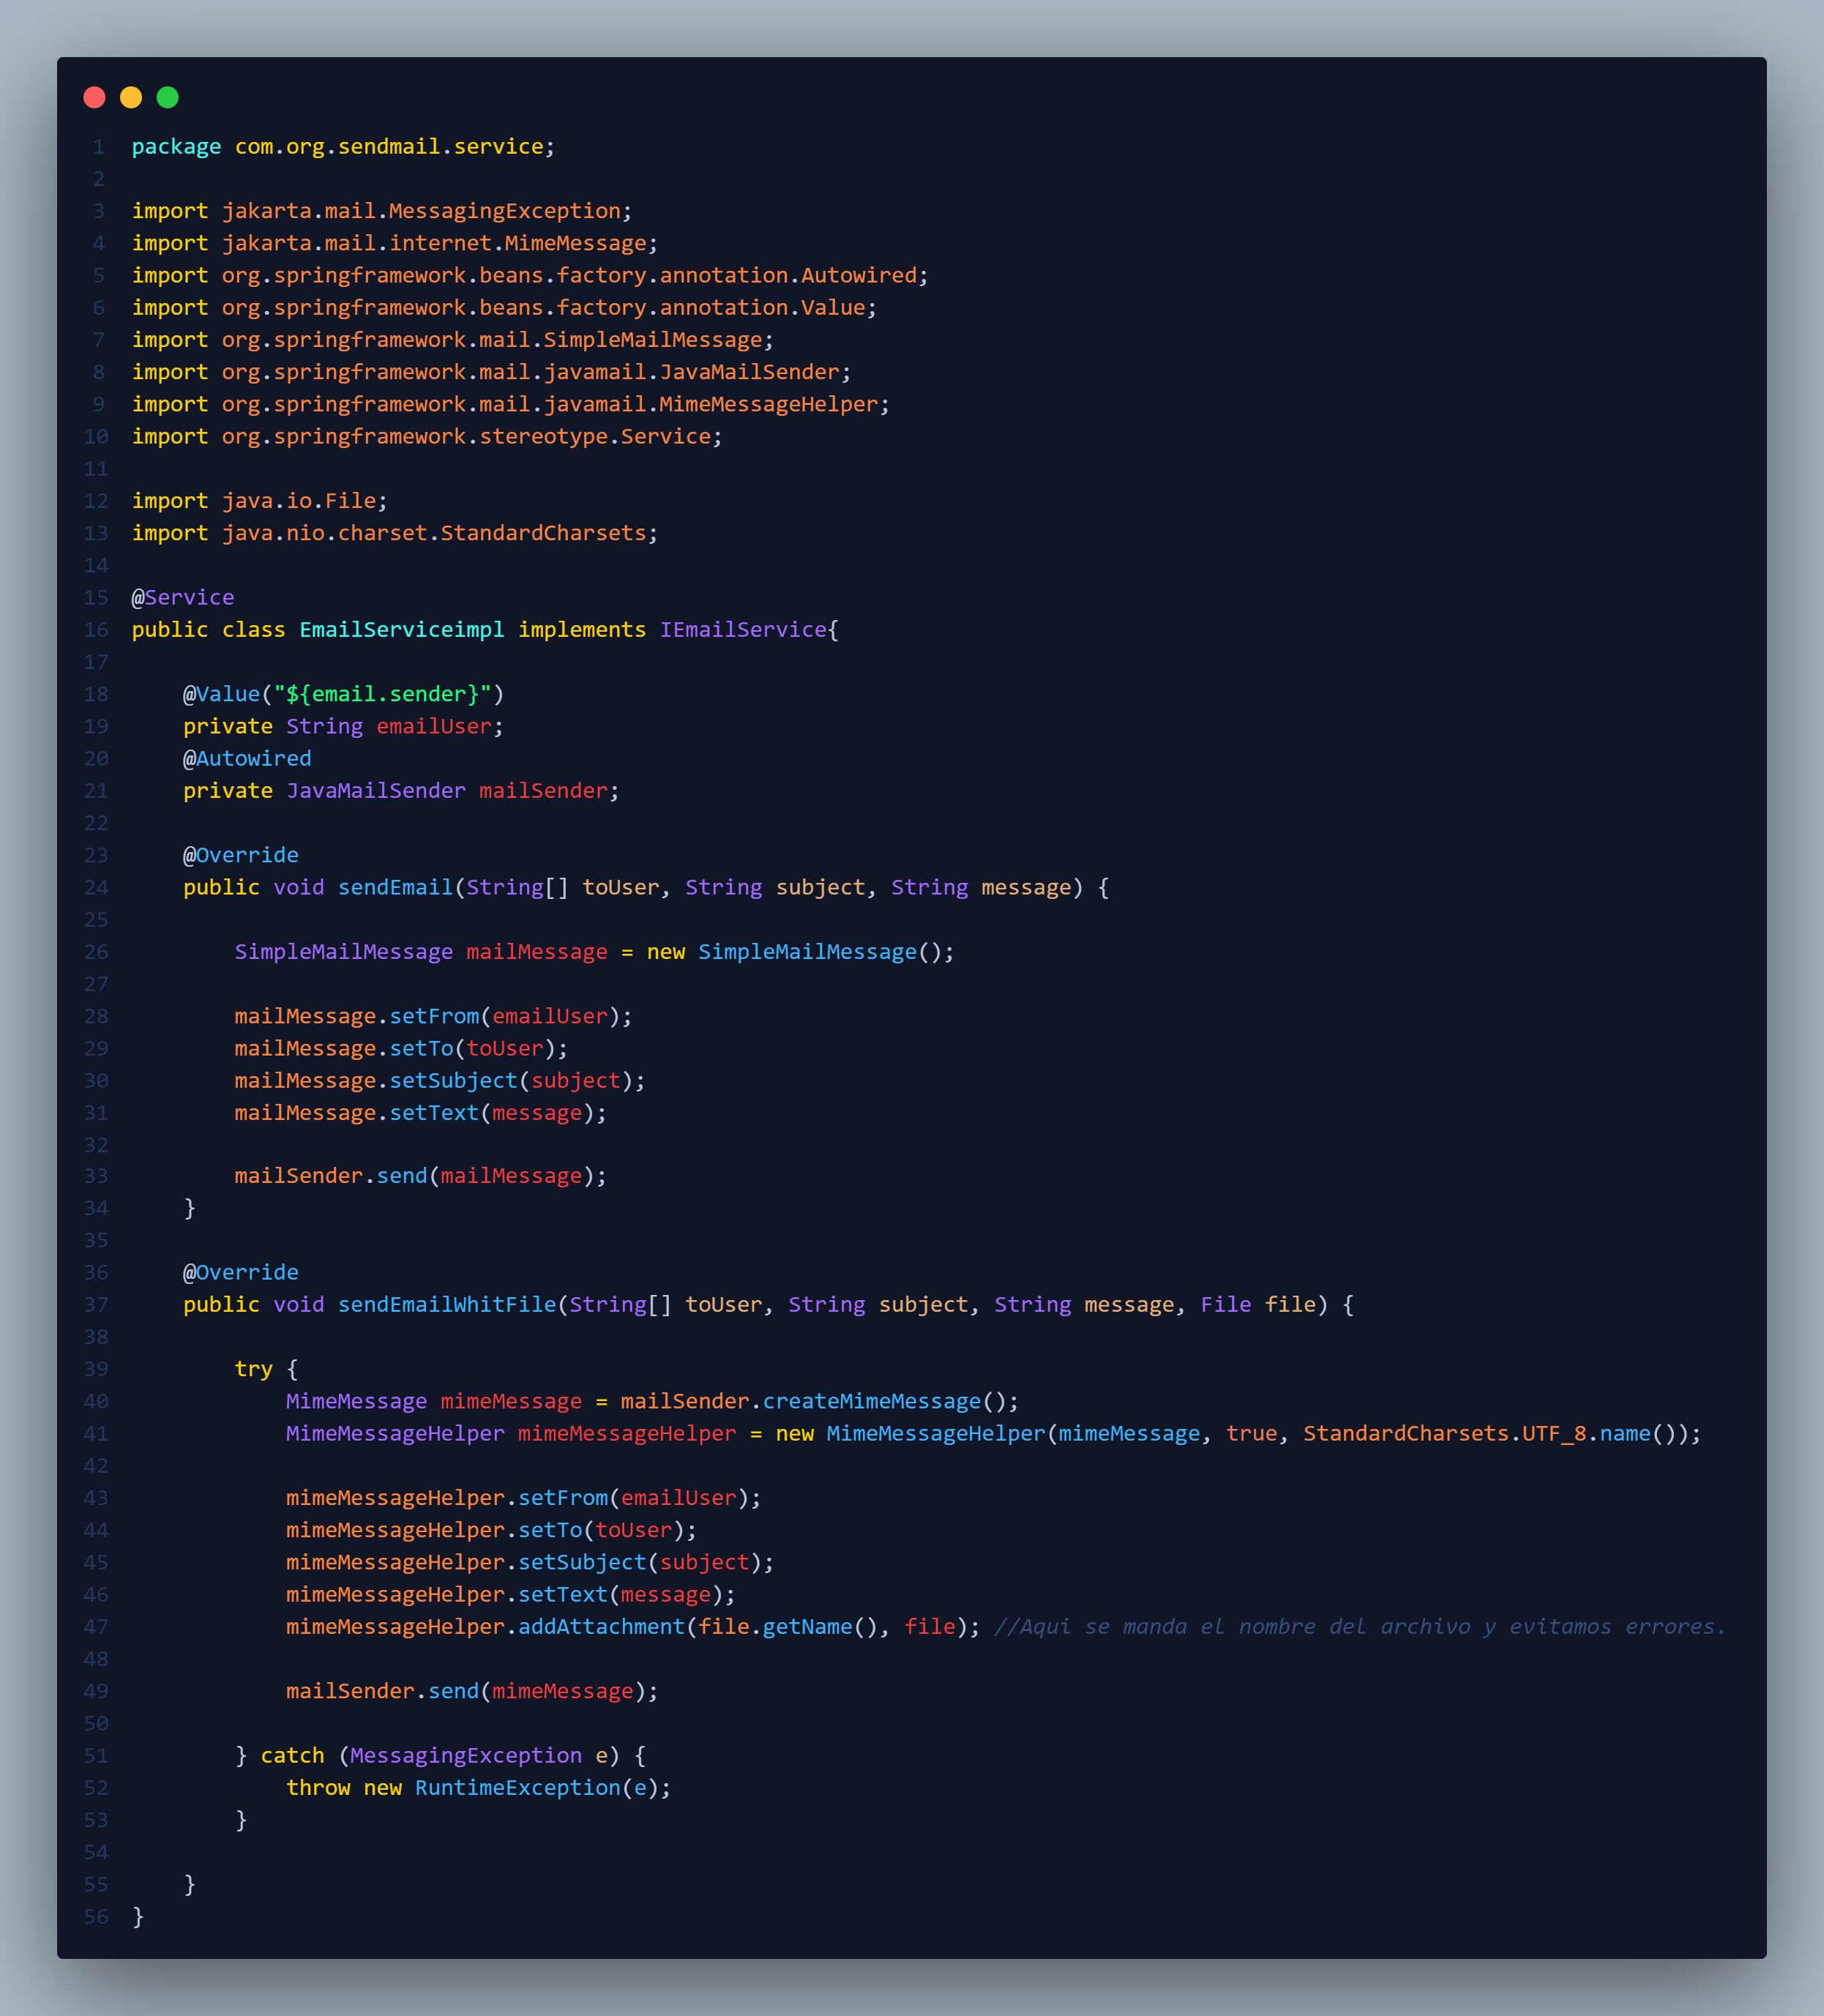 1 package com.org.sendmail.service;
2
3 import jakarta.mail.MessagingException;
4 import jakarta.mail.internet.MimeMessage;
5 import org.springframework.beans.factory.annotation.Autowired;
6 import org.springframework.beans.factory.annotation.Value;
7 import org.springframework.mail.SimpleMailMessage;
8 import org.springframework.mail.javamail.JavaMailSender;
9 import org.springframework.mail.javamail.MimeMessageHelper;
10 import org.springframework.stereotype.Service;
11
12 import java.io.File;
13 import java.nio.charset.StandardCharsets;
14
15 @Service
16 public class EmailServiceimpl implements IEmailService{
17
18     @Value("${email.sender}")
19     private String emailUser;
20     @Autowired
21     private JavaMailSender mailSender;
22
23     @Override
24     public void sendEmail(String[] toUser, String subject, String message) {
25
26         SimpleMailMessage mailMessage = new SimpleMailMessage();
27
28         mailMessage.setFrom(emailUser);
29         mailMessage.setTo(toUser);
30         mailMessage.setSubject(subject);
31         mailMessage.setText(message);
32
33         mailSender.send(mailMessage);
34     }
35
36     @Override
37     public void sendEmailWhitFile(String[] toUser, String subject, String message, File file) {
38
39         try {
40             MimeMessage mimeMessage = mailSender.createMimeMessage();
41             MimeMessageHelper mimeMessageHelper = new MimeMessageHelper(mimeMessage, true, StandardCharsets.UTF_8.name());
42
43             mimeMessageHelper.setFrom(emailUser);
44             mimeMessageHelper.setTo(toUser);
45             mimeMessageHelper.setSubject(subject);
46             mimeMessageHelper.setText(message);
47             mimeMessageHelper.addAttachment(file.getName(), file); //Aqui se manda el nombre del archivo y evitamos errores.
48
49             mailSender.send(mimeMessage);
50
51         } catch (MessagingException e) {
52             throw new RuntimeException(e);
53         }
54
55     }
56 }